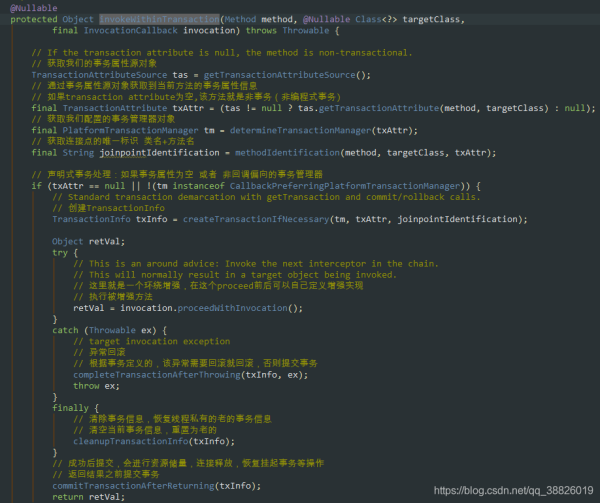 @Nullable
protected Object invokeWithinTransaction(Method method, @Nullable Class<?> targetClass,
final InvocationCallback invocation) throws Throwable {
// If the transaction attribute is null, the method is non-transactional.
// 获取我们的事务属性源对象
TransactionAttributeSource tas = getTransactionAttributeSource();
// 通过事务属性源对象获取到当前方法的事务属性信息
// 如果transaction attribute为空,该方法就是非事务（非编程式事务）
final TransactionAttribute txAttr = (tas != null ? tas.getTransactionAttribute(method, targetClass) : null);
// 获取我们配置的事务管理器对象
final PlatformTransactionManager tm = determineTransactionManager(txAttr);
// 获取连接点的唯一标识 类名+方法名
final String joinpointIdentification = methodIdentification(method, targetClass, txAttr);
// 声明式事务处理：如果事务属性为空 或者 非回调偏向的事务管理器
if (txAttr == null || !(tm instanceof CallbackPreferringPlatformTransactionManager)) {
// Standard transaction demarcation with getTransaction and commit/rollback calls.
// 创建TransactionInfo
TransactionInfo txInfo = createTransactionIfNecessary(tm, txAttr, joinpointIdentification);
Object retVal;
try {
// This is an around advice: Invoke the next interceptor in the chain.
// This will normally result in a target object being invoked.
// 这里就是一个环绕增强，在这个proceed前后可以自己定义增强实现
// 执行被增强方法
retVal = invocation.proceedWithInvocation();
}
catch (Throwable ex) {
// target invocation exception
// 异常回滚
// 根据事务定义的，该异常需要回滚就回滚，否则提交事务
completeTransactionAfterThrowing(txInfo, ex);
throw ex;
}
finally {
// 清除事务信息，恢复线程私有的老的事务信息
// 清空当前事务信息，重置为老的
cleanupTransactionInfo(txInfo);
}
// 成功后提交，会进行资源储量，连接释放，恢复挂起事务等操作
// 返回结果之前提交事务
commitTransactionAfterReturning(txInfo);
return retVal;
https://blog.csdn.net/qq_38826019